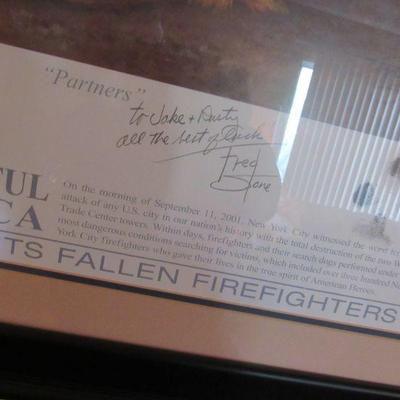 "Partners"
to Jake + Dusty
all the best of luck
Fred
Stone
FUL
CA
On the morning of September 11, 2001, New York City witnessed the worst
attack of any U.S. city in our nation's history with the total destruction of the two
Trade Center towers. Within days, firefighters and their search dogs performed under
most dangerous conditions searching for victims, which included over three hundred
York City firefighters who gave their lives in the true spirit of American Heroes.
TS FALLEN FIREFIGHTERS